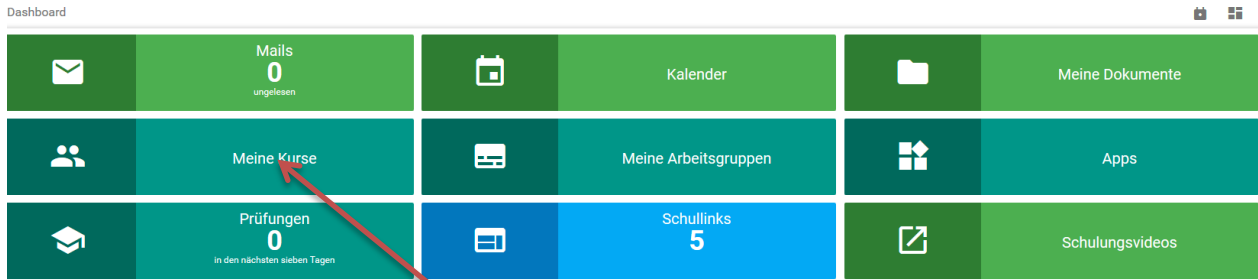 Dashboard
Mails
0
ungelesen
Kalender
Meine Dokumente
Meine Kurse
Meine Arbeitsgruppen
Apps
Prüfungen
0
in den nächsten sieben Tagen
Schullinks
5
Schulungsvideos